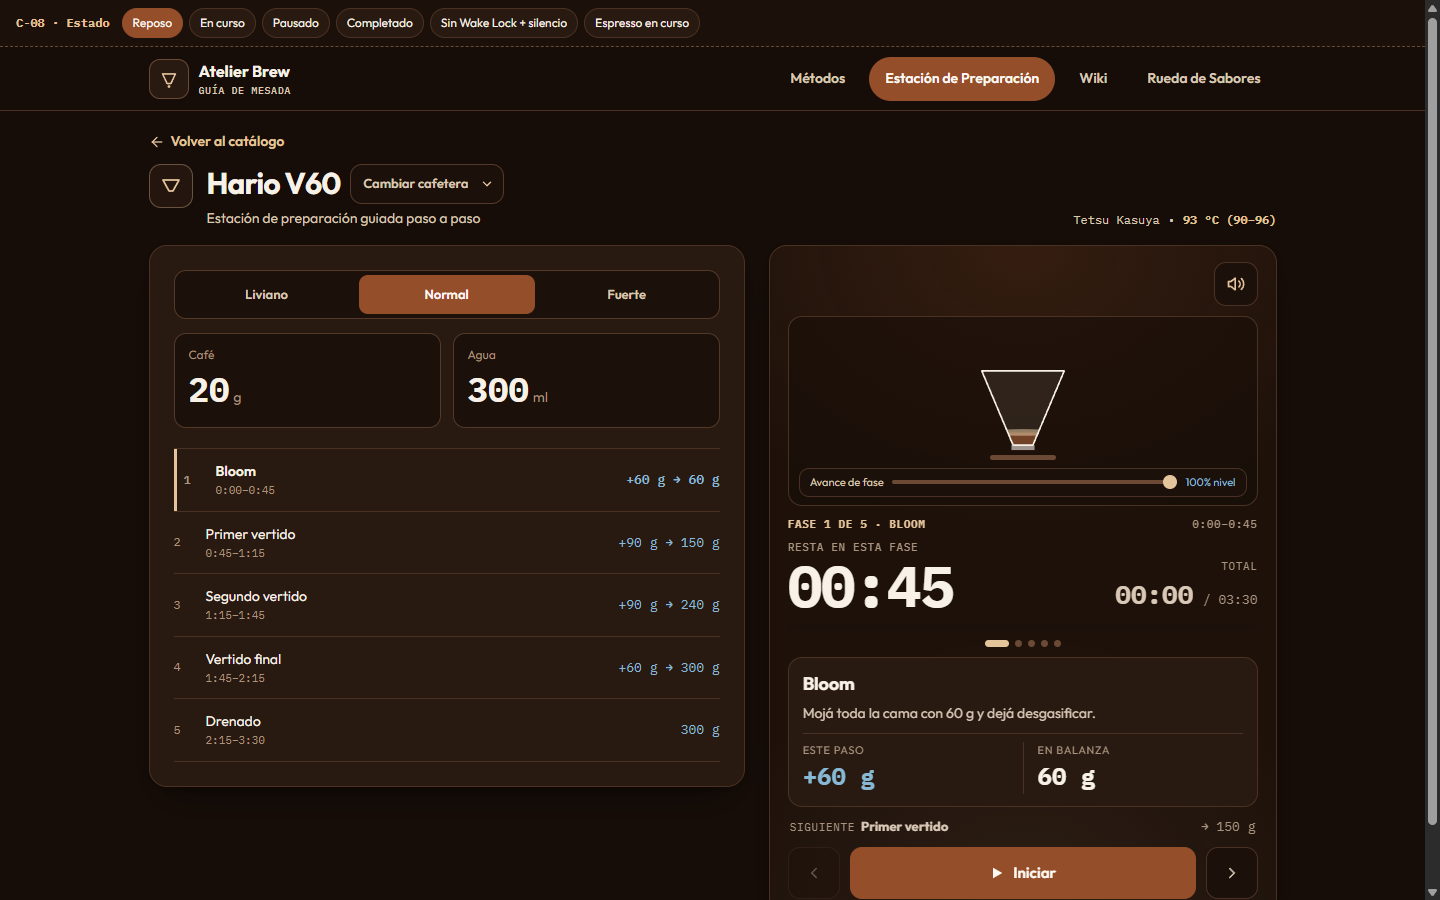 C-08 · Estado
Reposo
En curso
Pausado
Completado
Sin Wake Lock + silencio
Espresso en curso
Atelier Brew
GUÍA DE MESADA
Métodos
Estación de Preparación
Wiki
Rueda de Sabores
← Volver al catálogo
Hario V60
Cambiar cafetera
Estación de preparación guiada paso a paso
Tetsu Kasuya • 93 °C (90–96)
Liviano
Normal
Fuerte
Café
20 g
Agua
300 ml
1
Bloom
0:00–0:45
+60 g → 60 g
2
Primer vertido
0:45–1:15
+90 g → 150 g
3
Segundo vertido
1:15–1:45
+90 g → 240 g
4
Vertido final
1:45–2:15
+60 g → 300 g
5
Drenado
2:15–3:30
300 g
Avance de fase
100% nivel
FASE 1 DE 5 · BLOOM
0:00–0:45
RESTA EN ESTA FASE
00:45
TOTAL
00:00 / 03:30
Bloom
Mojá toda la cama con 60 g y dejá desgasificar.
ESTE PASO
+60 g
EN BALANZA
60 g
SIGUIENTE Primer vertido
→ 150 g
Iniciar